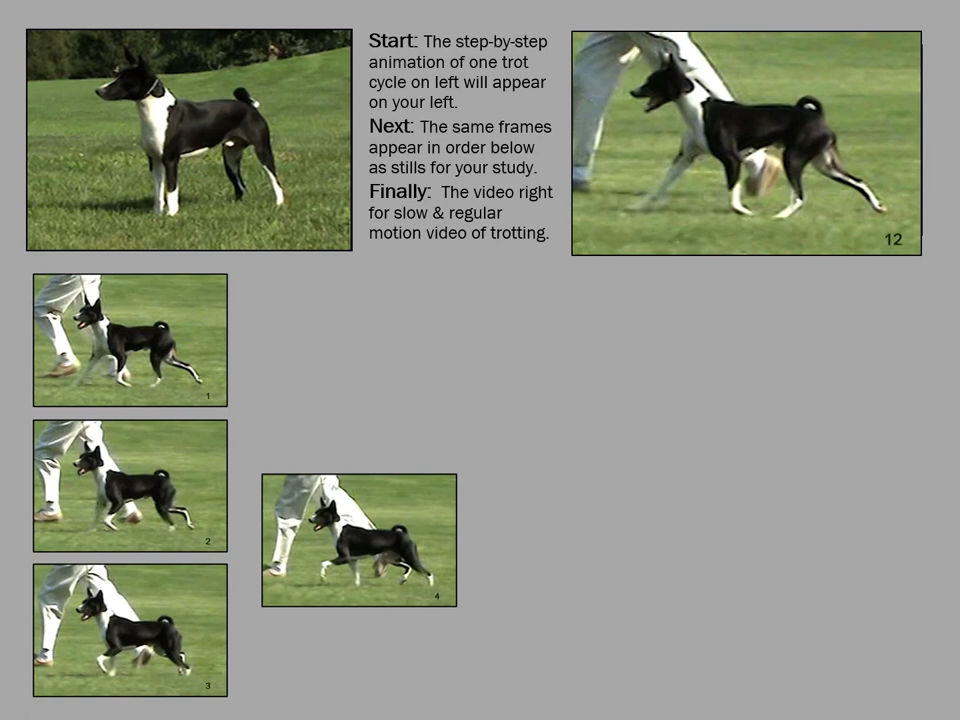 Start: The step-by-step
animation of one trot
cycle on left will appear
on your left.
Next: The same frames
appear in order below
as stills for your study.
Finally: The video right
for slow & regular
motion video of trotting.
12
1
2
3
4